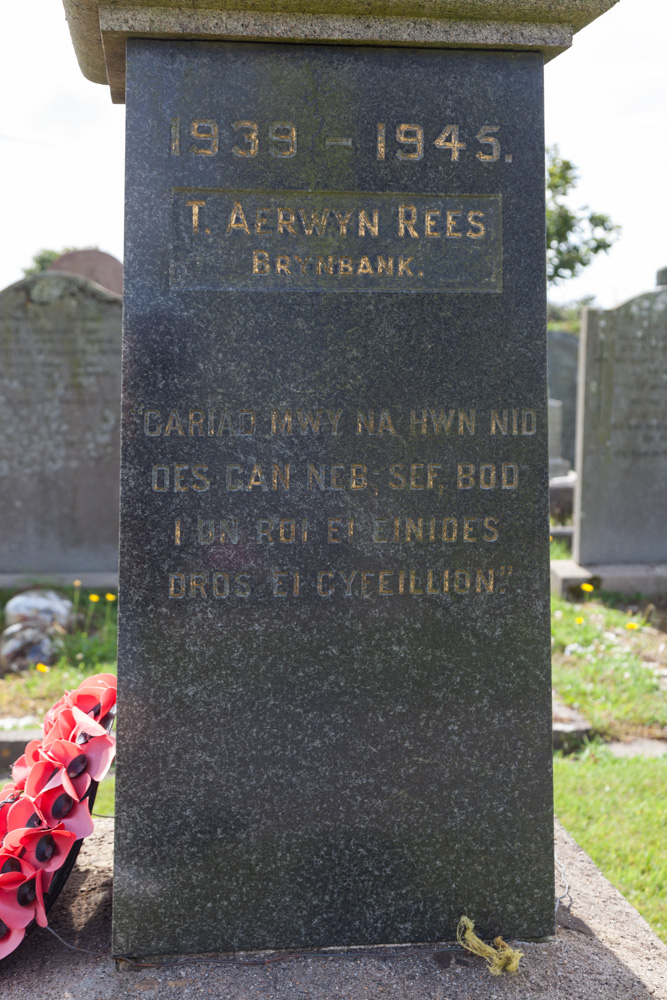 1939 – 1945.
T. AERWYN REES
BRYNBANK.
"CARIAD MWY NA HWN NID
OES GAN NEB; SEF, BOD
I UN ROI EI EINIOES
DROS EI GYFEILLION"